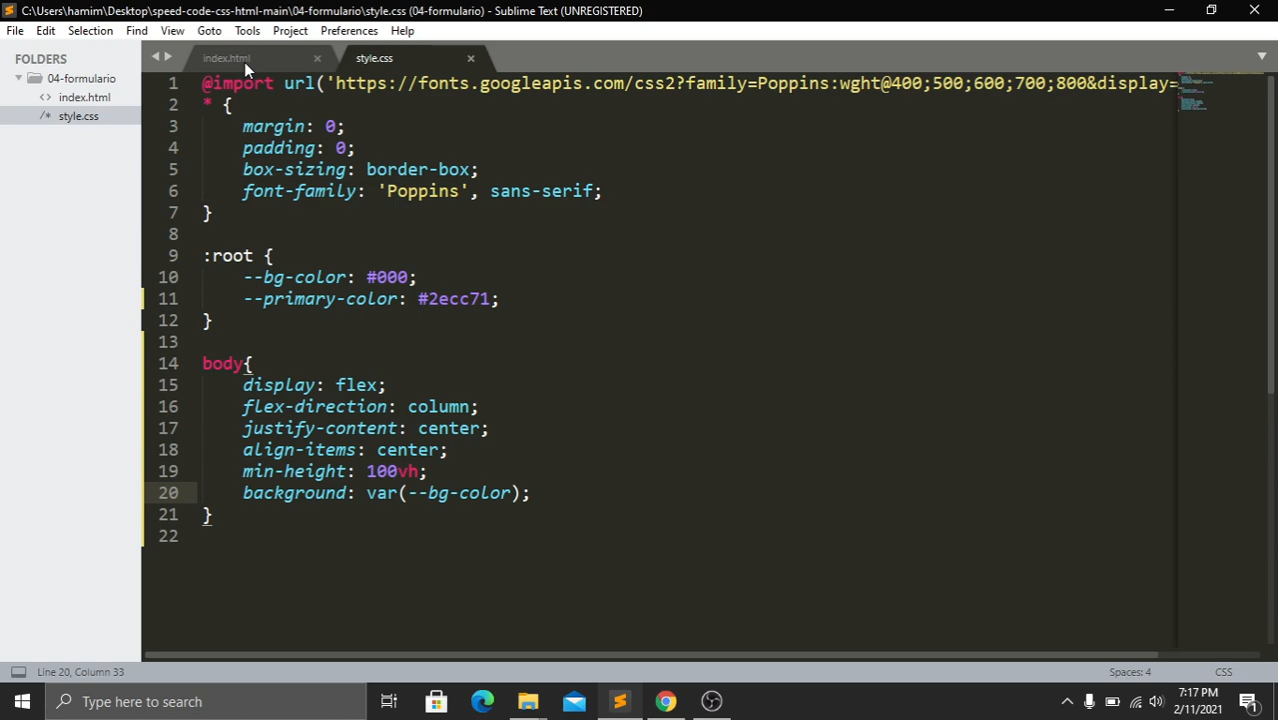 C:\Users\hamim\Desktop\speed-code-css-html-main\04-formulario\style.css (04-formulario) - Sublime Text (UNREGISTERED)
File Edit Selection Find View Goto Tools Project Preferences Help
FOLDERS
04-formulario
<> index.html
/* style.css
index.html
style.css
1 @import url('https://fonts.googleapis.com/css2?family=Poppins:wght@400;500;600;700;800&display=
2 * {
3 margin: 0;
4 padding: 0;
5 box-sizing: border-box;
6 font-family: 'Poppins', sans-serif;
7 }
8
9 :root {
10 --bg-color: #000;
11 --primary-color: #2ecc71;
12 }
13
14 body{
15 display: flex;
16 flex-direction: column;
17 justify-content: center;
18 align-items: center;
19 min-height: 100vh;
20 background: var(--bg-color);
21 }
22
Line 20, Column 33
Spaces: 4
CSS
Type here to search
7:17 PM
2/11/2021
1